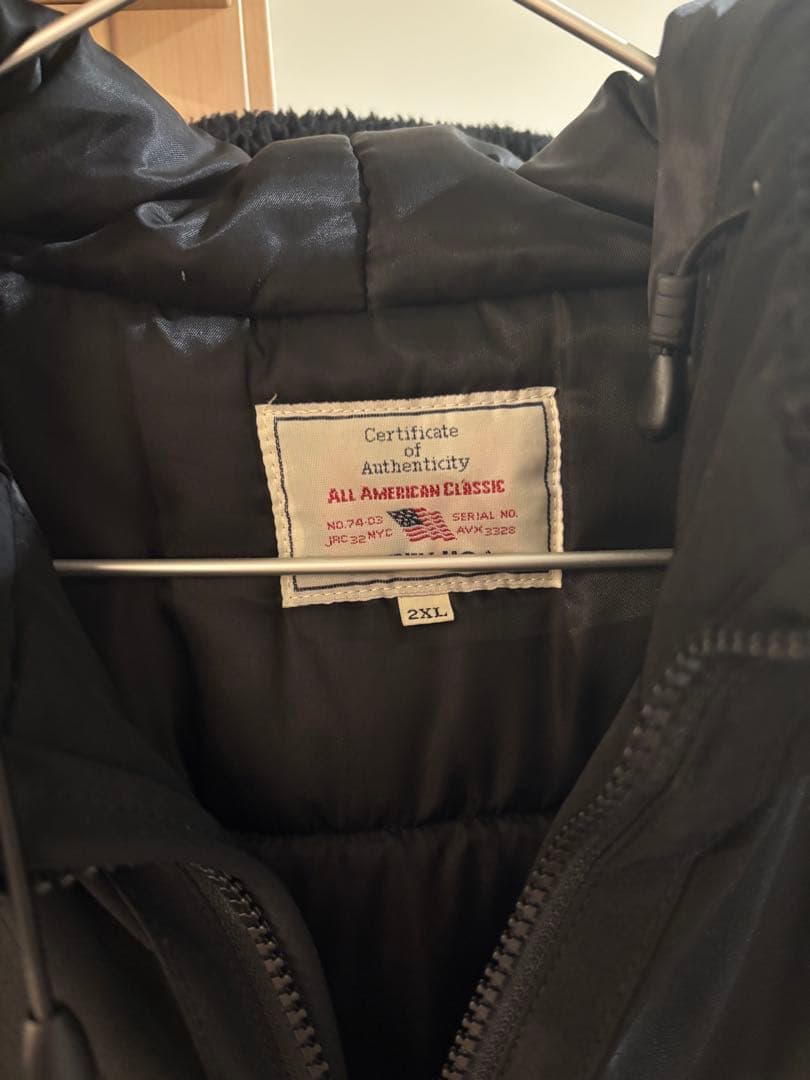 Certificate
of
Authenticity
ALL AMERICAN CLASSIC
NO.74-03
JRC 32 NYC
SERIAL NO.
AVX 3328
2XL